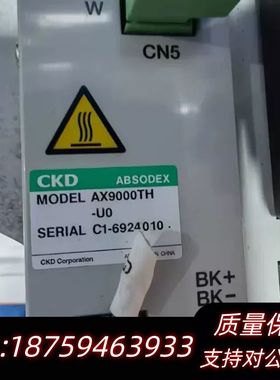 W
CN5
CKD ABSODEX
MODEL AX9000TH
-U0
SERIAL C1-6924010
CKD Corporation CHINA
BK+
BK-
质量保
:18759464933
支持对公